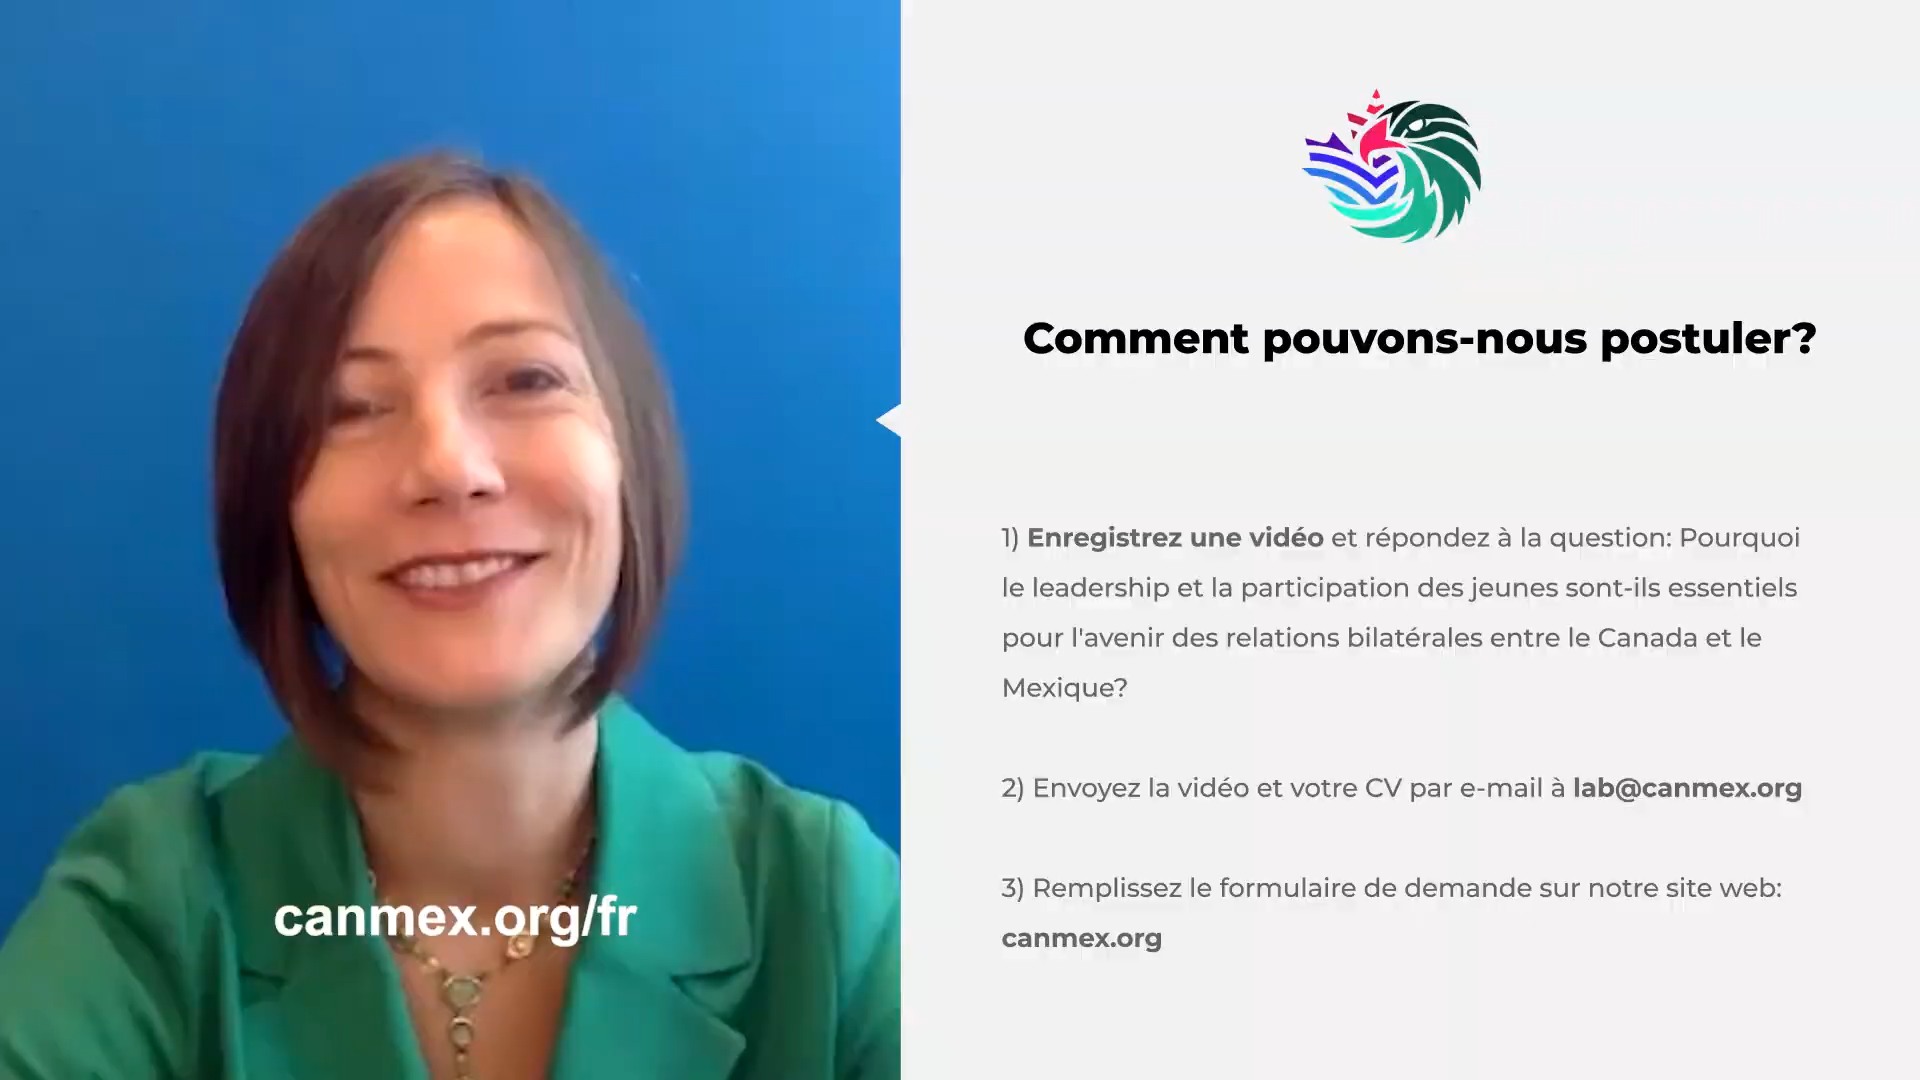 Comment pouvons-nous postuler?
1) Enregistrez une vidéo et répondez à la question: Pourquoi
le leadership et la participation des jeunes sont-ils essentiels
pour l'avenir des relations bilatérales entre le Canada et le
Mexique?
2) Envoyez la vidéo et votre CV par e-mail à lab@canmex.org
3) Remplissez le formulaire de demande sur notre site web:
canmex.org
canmex.org/fr